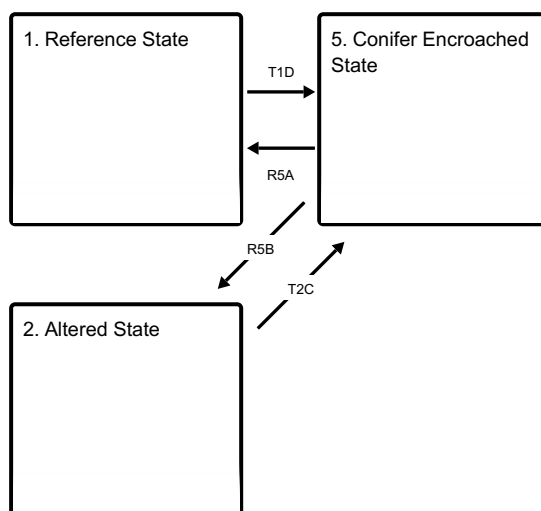 1. Reference State
5. Conifer Encroached
State
T1D
R5A
R5B
T2C
2. Altered State